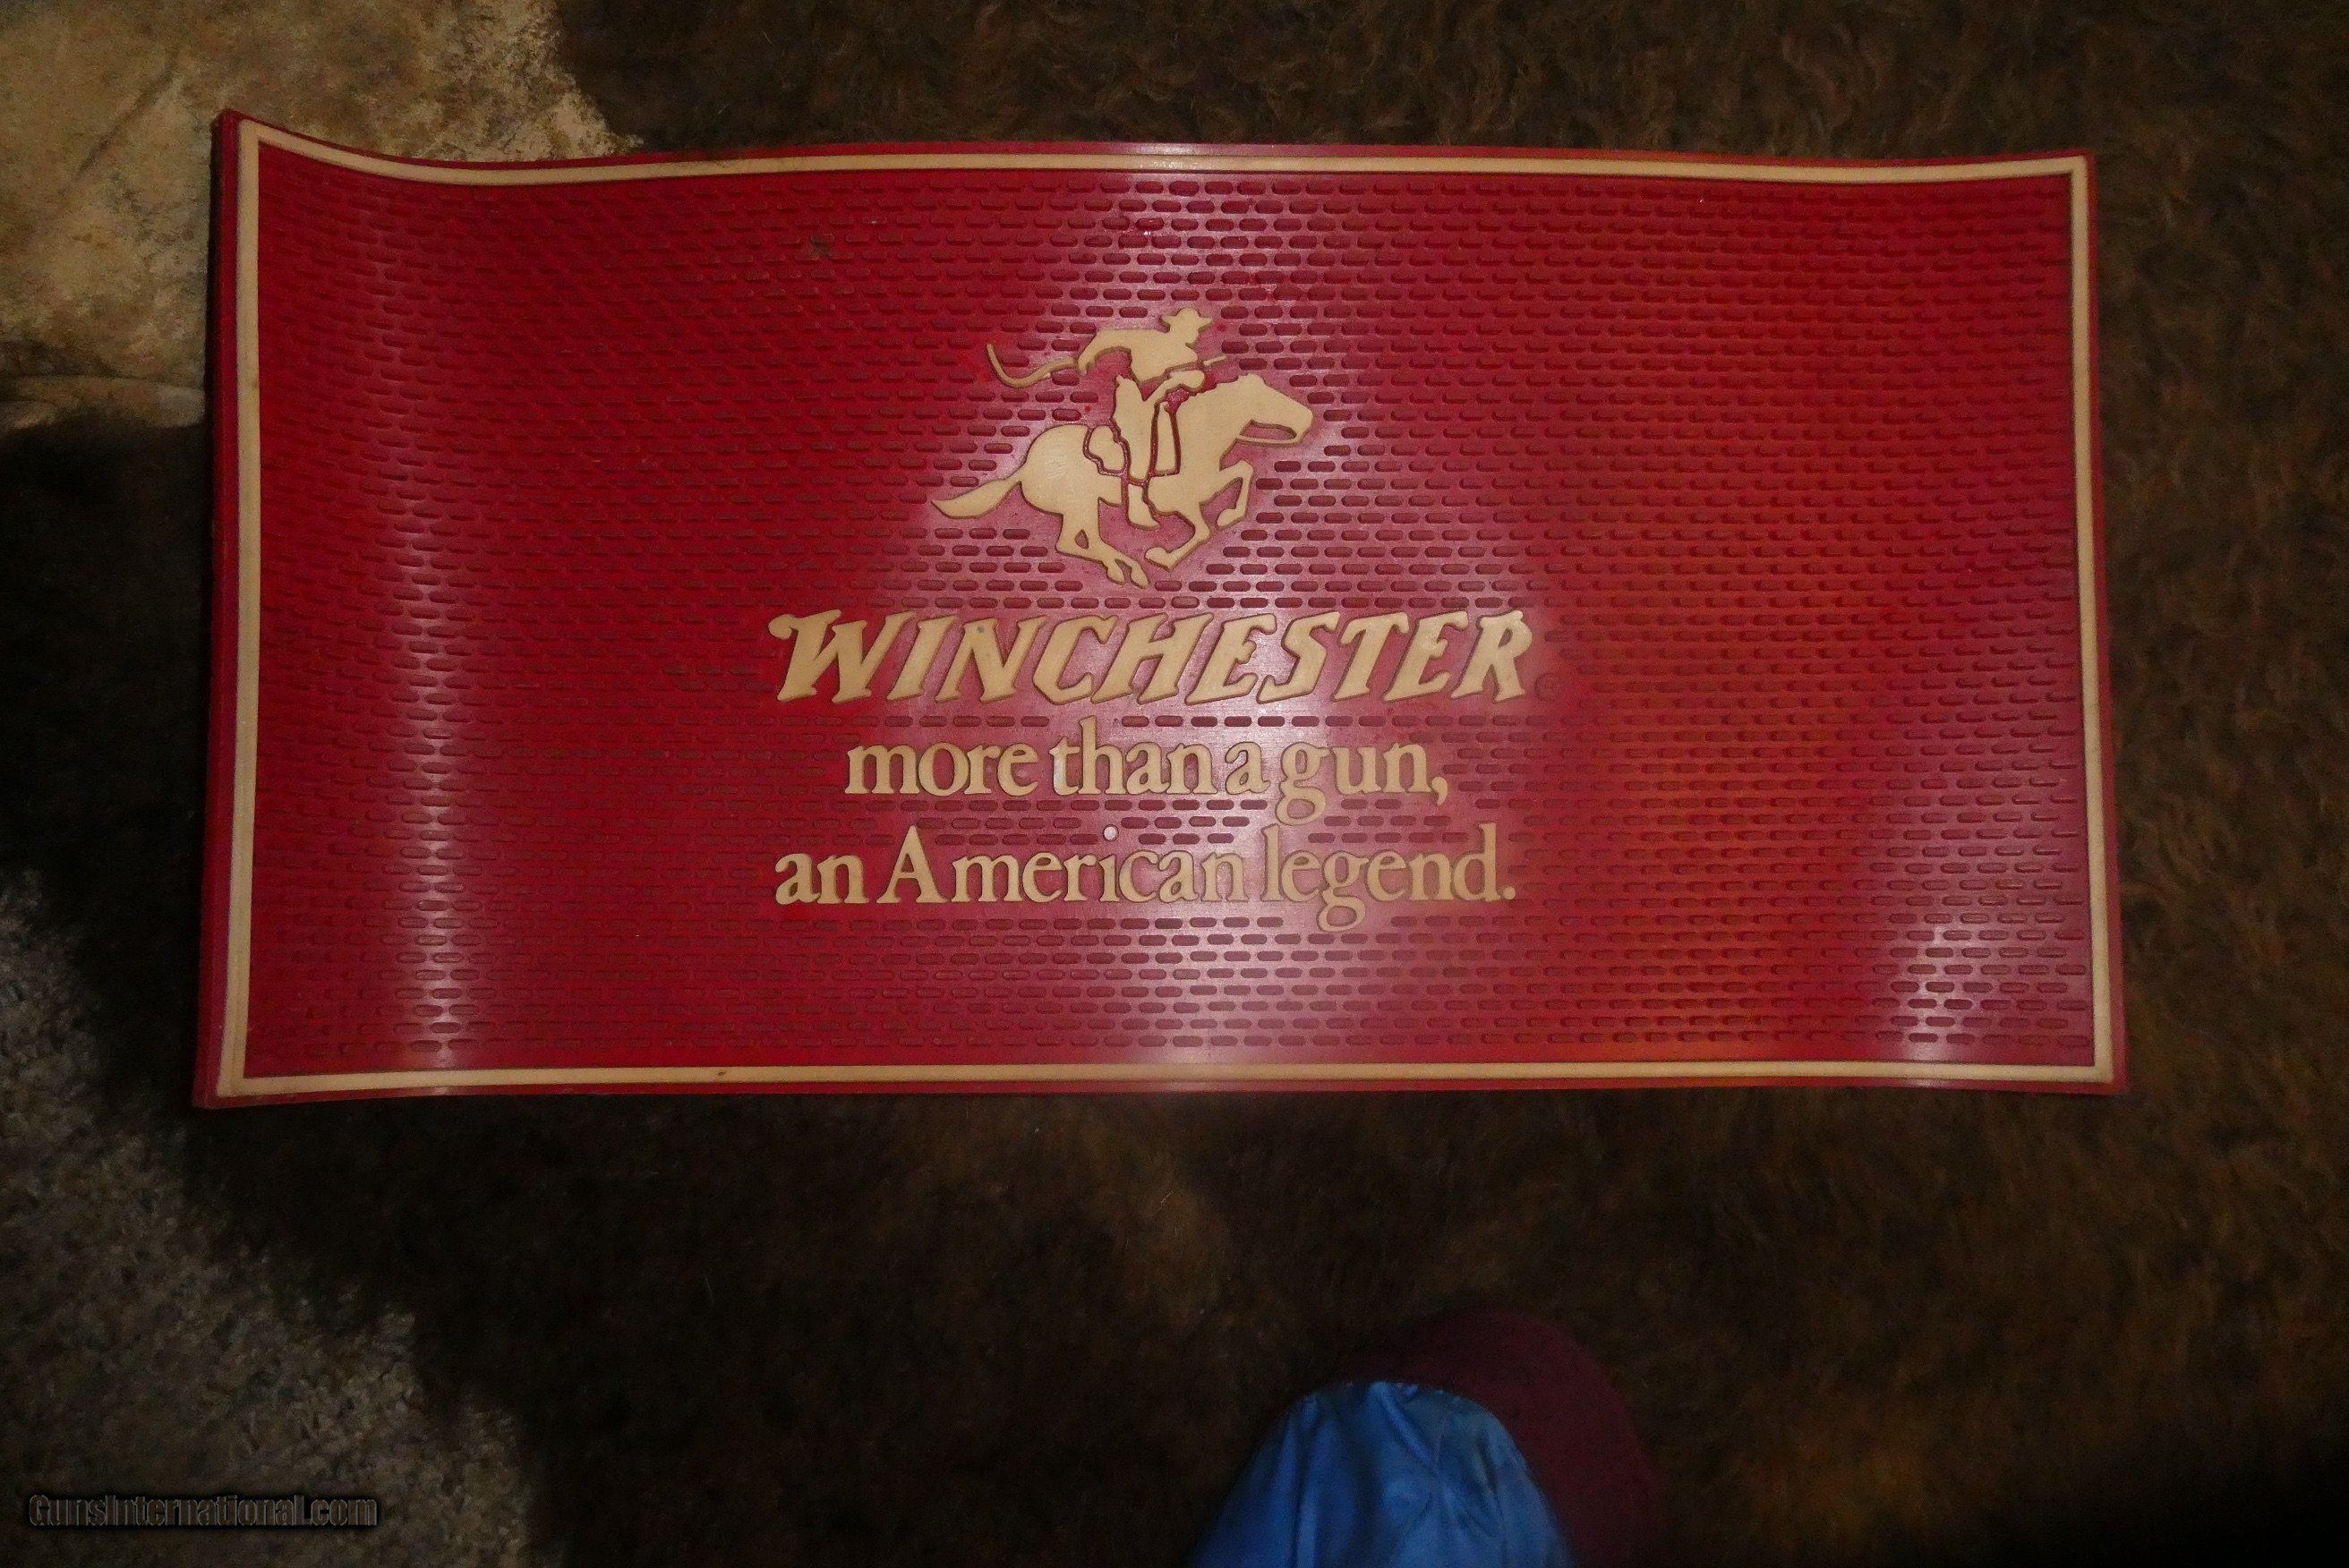 WINCHESTER®
more than a gun,
an American legend.
GunsInternational.com